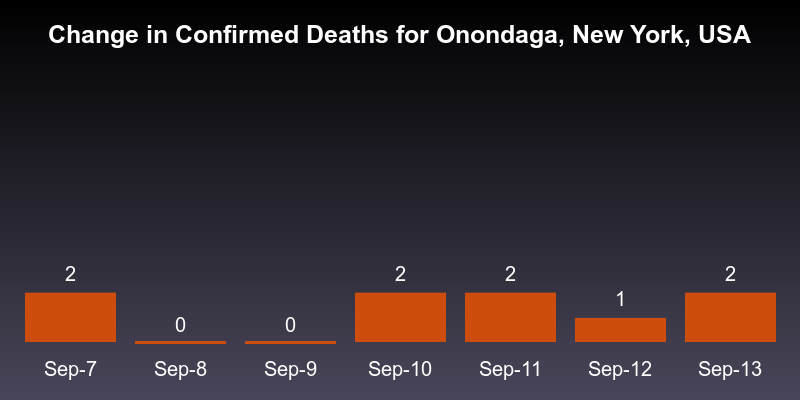 Change in Confirmed Deaths for Onondaga, New York, USA
2 0 0 2 2 1 2
Sep-7 Sep-8 Sep-9 Sep-10 Sep-11 Sep-12 Sep-13